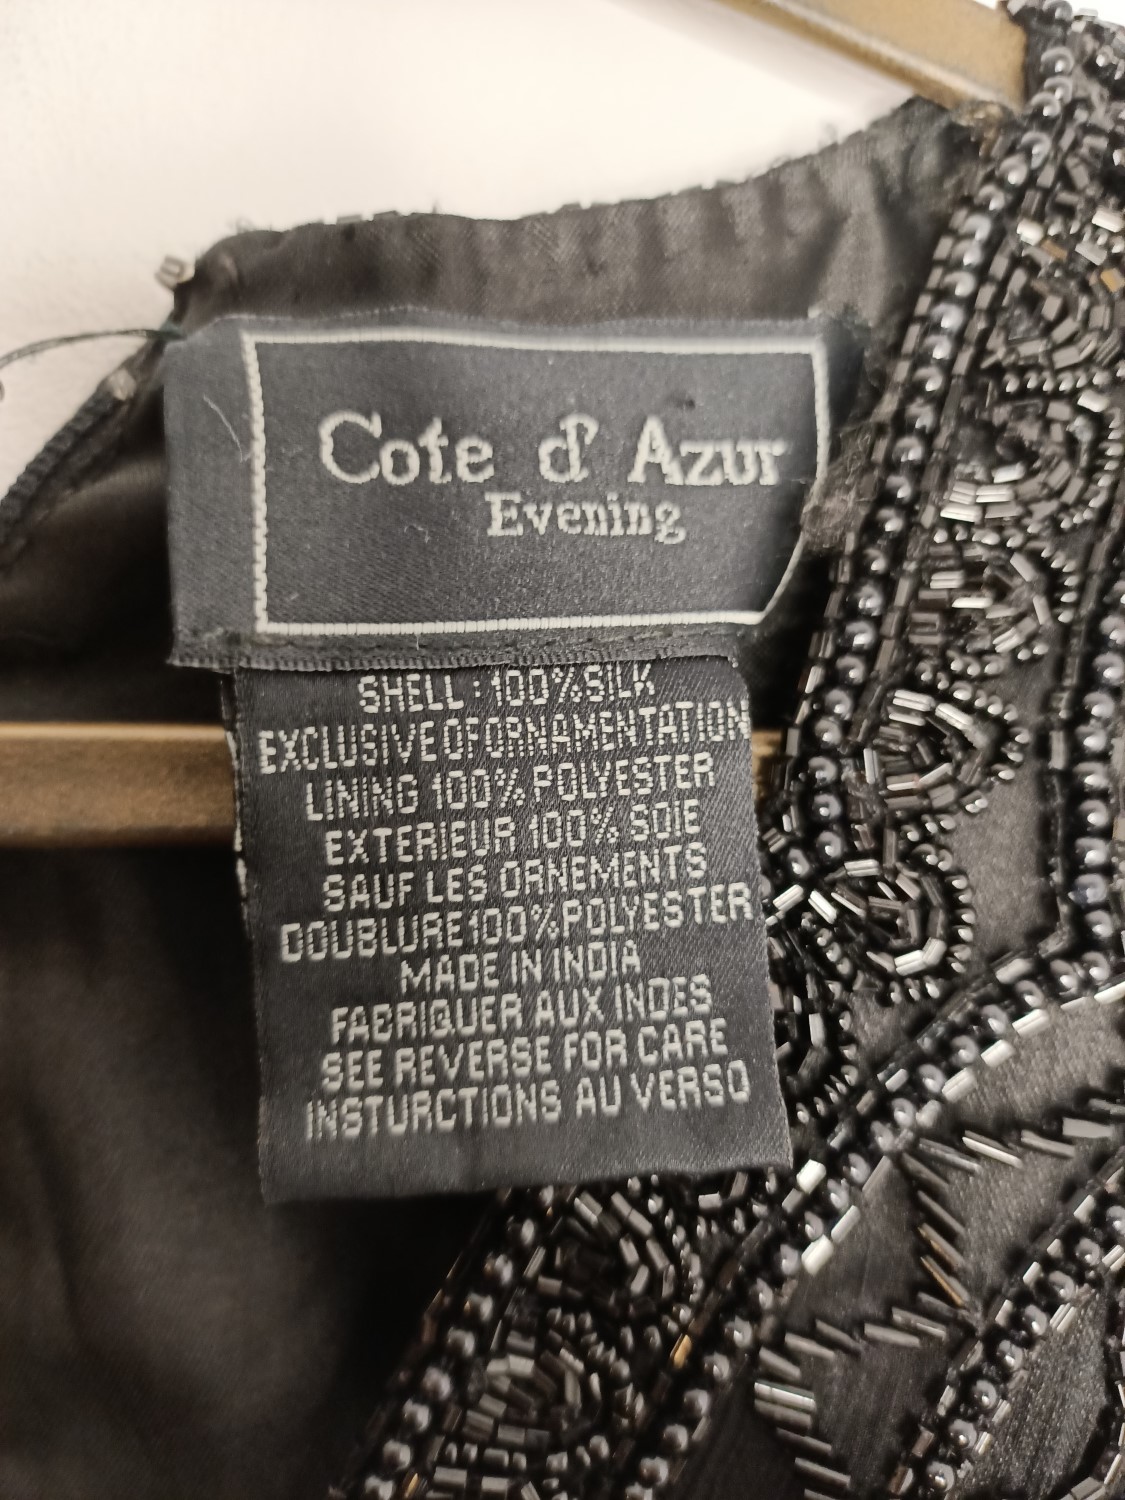 Cote d' Azur
Evening
SHELL : 100% SILK
EXCLUSIVE OF ORNAMENTATION
LINING 100% POLYESTER
EXTERIEUR 100% SOIE
SAUF LES ORNEMENTS
DOUBLURE 100% POLYESTER
MADE IN INDIA
FABRIQUER AUX INDES
SEE REVERSE FOR CARE
INSTURCTIONS AU VERSO